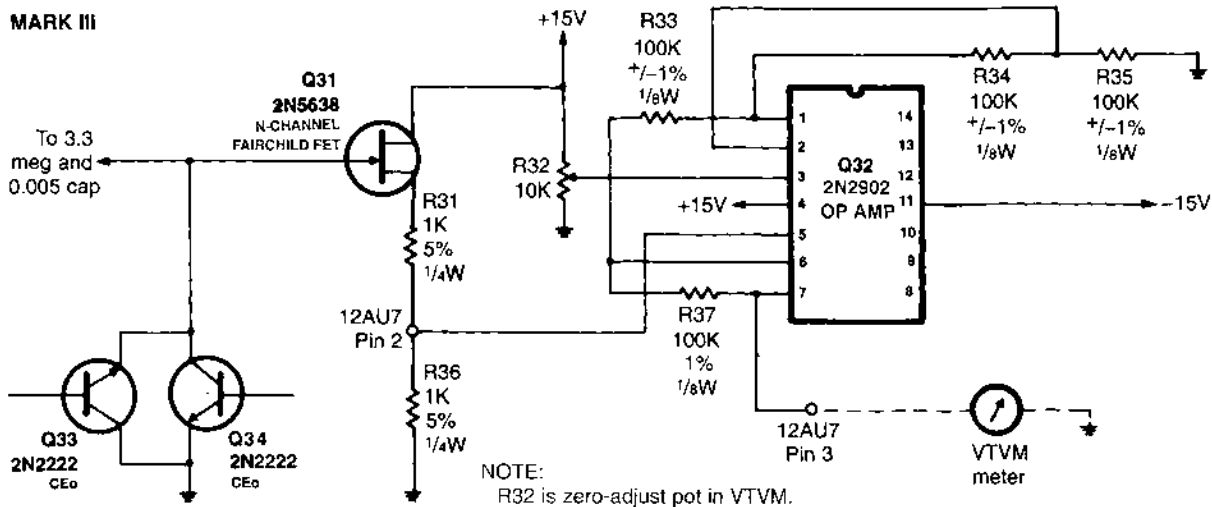 MARK IIi
+15V
Q31
2N5638
N-CHANNEL
FAIRCHILD FET
To 3.3
meg and
0.005 cap
R33
100K
+/-1%
1/8W
R34
100K
+/-1%
1/8W
R35
100K
+/-1%
1/8W
R32
10K
R31
1K
5%
1/4W
+15V
1
2
3
4
5
6
7
Q32
2N2902
OP AMP
14
13
12
11
10
9
8
-15V
12AU7
Pin 2
R37
100K
1%
1/8W
R36
1K
5%
1/4W
Q33
2N2222
CEo
Q34
2N2222
CEo
12AU7
Pin 3
VTVM
meter
NOTE:
R32 is zero-adjust pot in VTVM.